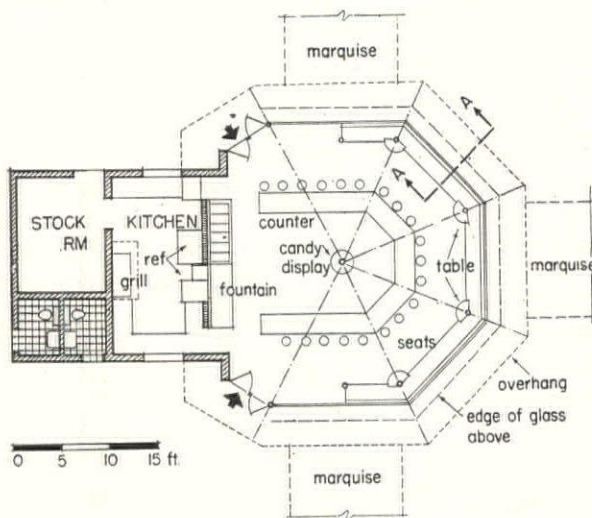 marquise
A
A
STOCK
RM
KITCHEN
counter
ref
grill
candy
display
table
marquise
fountain
seats
overhang
edge of glass
above
0 5 10 15 ft.
marquise